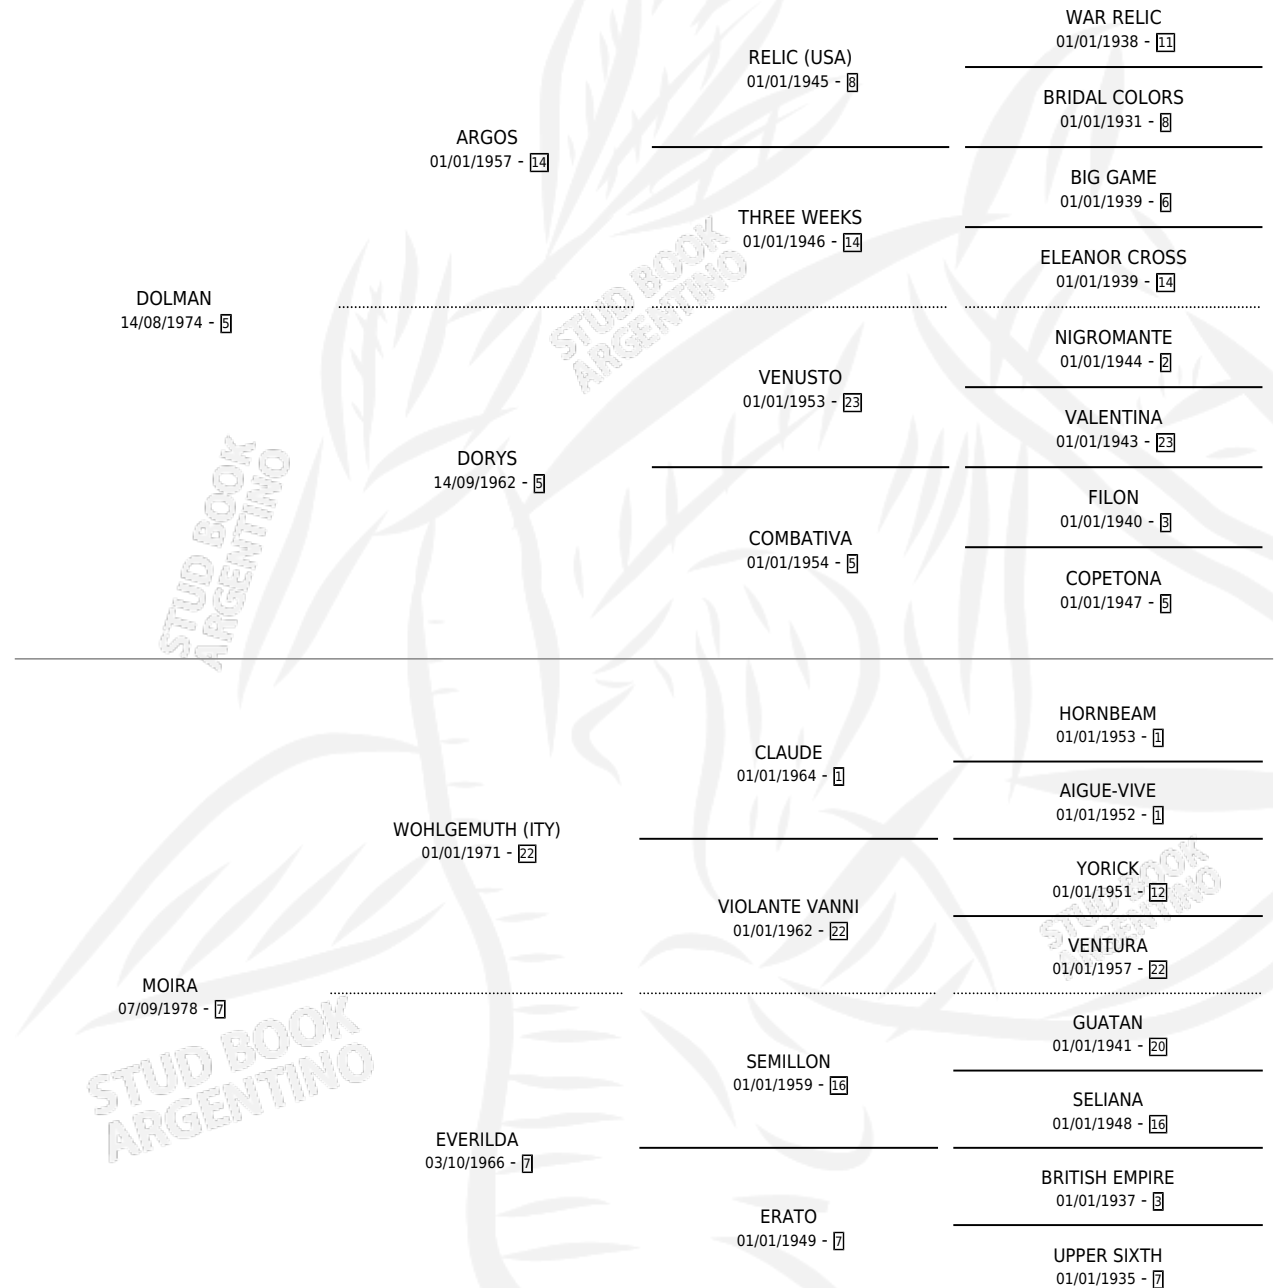 WAR RELIC
01/01/1938 - 11
RELIC (USA)
01/01/1945 - 8
BRIDAL COLORS
01/01/1931 - 8
ARGOS
01/01/1957 - 14
BIG GAME
01/01/1939 - 6
THREE WEEKS
01/01/1946 - 14
ELEANOR CROSS
01/01/1939 - 14
DOLMAN
14/08/1974 - 5
NIGROMANTE
01/01/1944 - 2
VENUSTO
01/01/1953 - 23
VALENTINA
01/01/1943 - 23
DORYS
14/09/1962 - 5
FILON
01/01/1940 - 3
COMBATIVA
01/01/1954 - 5
COPETONA
01/01/1947 - 5
HORNBEAM
01/01/1953 - 1
CLAUDE
01/01/1964 - 1
AIGUE-VIVE
01/01/1952 - 1
WOHLGEMUTH (ITY)
01/01/1971 - 22
YORICK
01/01/1951 - 12
VIOLANTE VANNI
01/01/1962 - 22
VENTURA
01/01/1957 - 22
MOIRA
07/09/1978 - 7
GUATAN
01/01/1941 - 20
SEMILLON
01/01/1959 - 16
SELIANA
01/01/1948 - 16
EVERILDA
03/10/1966 - 7
BRITISH EMPIRE
01/01/1937 - 3
ERATO
01/01/1949 - 7
UPPER SIXTH
01/01/1935 - 7
STUD BOOK
ARGENTINO
STUD BOOK
ARGENTINO
STUD BOOK
ARGENTINO
STUD BOOK
ARGENTINO